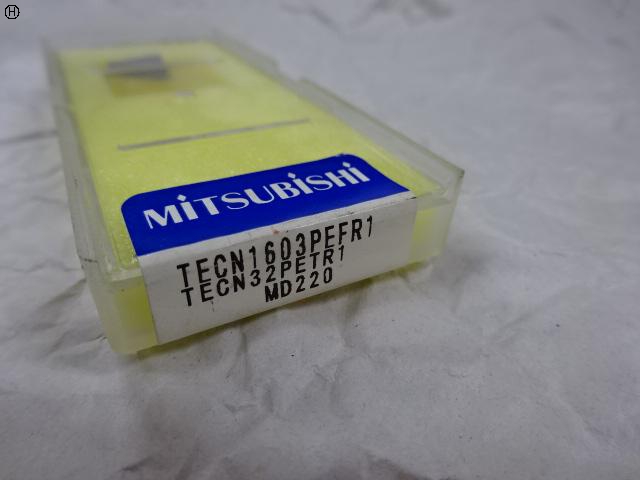 H
MITSUBISHI
TECN1603PEFR1
TECN32PETR1
MD220